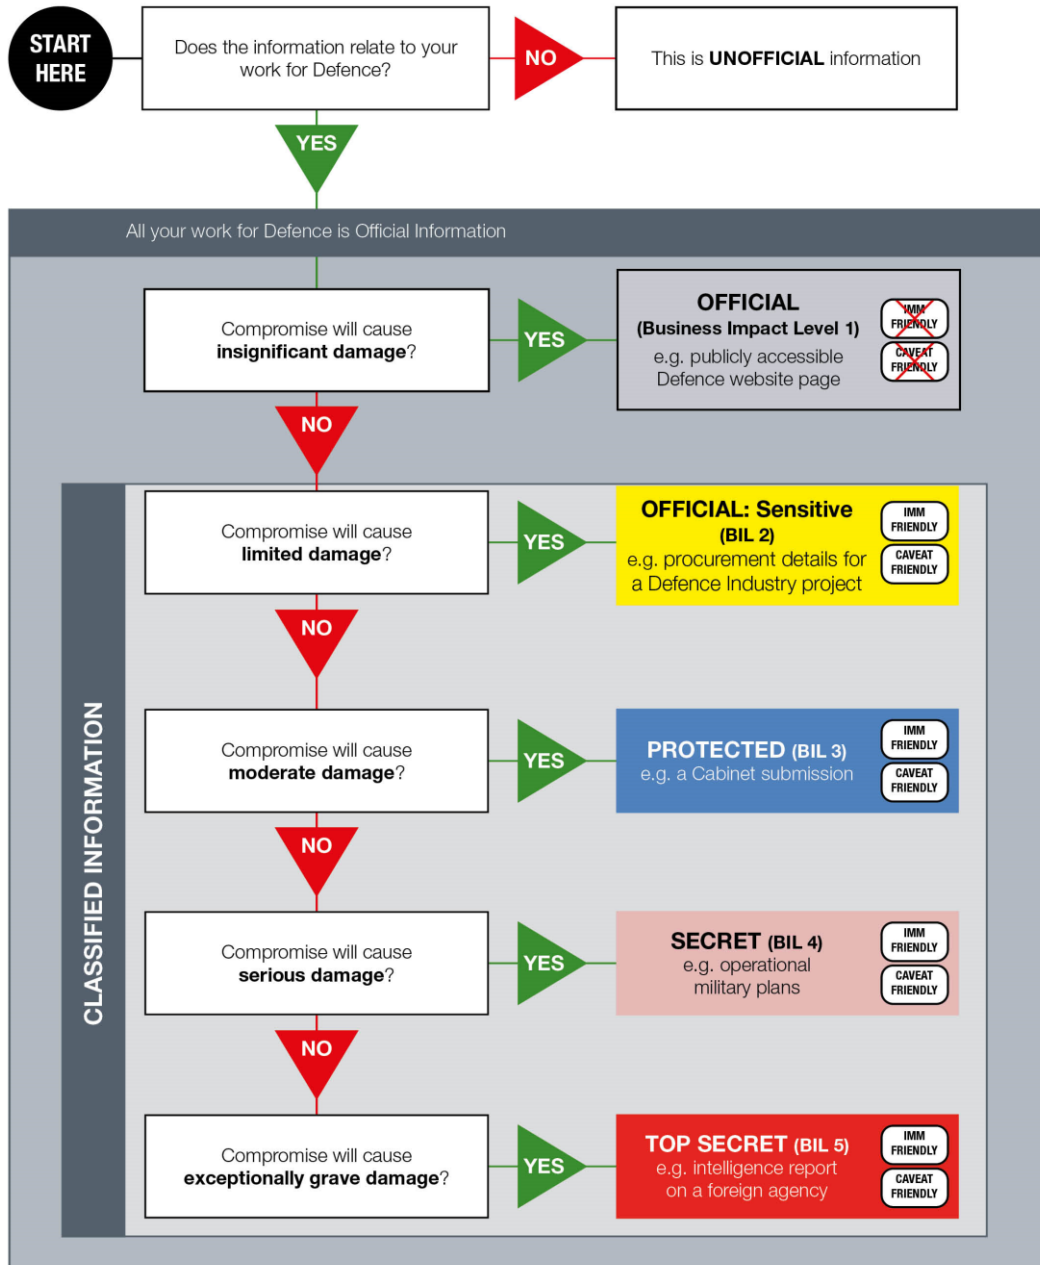 START
HERE
Does the information relate to your
work for Defence?
NO
This is UNOFFICIAL information
YES
All your work for Defence is Official Information
Compromise will cause
insignificant damage?
YES
OFFICIAL
(Business Impact Level 1)
e.g. publicly accessible
Defence website page
IMM
FRIENDLY
CAVEAT
FRIENDLY
NO
CLASSIFIED INFORMATION
Compromise will cause
limited damage?
YES
OFFICIAL: Sensitive
(BIL 2)
e.g. procurement details for
a Defence Industry project
IMM
FRIENDLY
CAVEAT
FRIENDLY
NO
Compromise will cause
moderate damage?
YES
PROTECTED (BIL 3)
e.g. a Cabinet submission
IMM
FRIENDLY
CAVEAT
FRIENDLY
NO
Compromise will cause
serious damage?
YES
SECRET (BIL 4)
e.g. operational
military plans
IMM
FRIENDLY
CAVEAT
FRIENDLY
NO
Compromise will cause
exceptionally grave damage?
YES
TOP SECRET (BIL 5)
e.g. intelligence report
on a foreign agency
IMM
FRIENDLY
CAVEAT
FRIENDLY